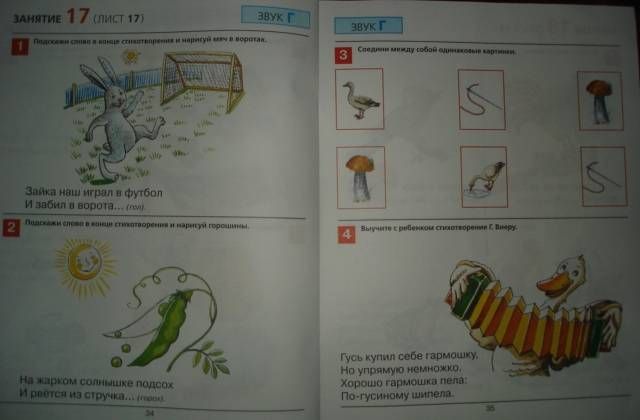 ЗАНЯТИЕ 17 (ЛИСТ 17)
ЗВУК Г
1 Подскажи слово в конце стихотворения и нарисуй мяч в воротах.
Зайка наш играл в футбол
И забил в ворота... (гол).
2 Подскажи слово в конце стихотворения и нарисуй горошины.
На жарком солнышке подсох
И рвётся из стручка... (горох).
34
ЗВУК Г
3 Соедини между собой одинаковые картинки.
4 Выучите с ребенком стихотворение Г. Виеру.
Гусь купил себе гармошку,
Но упрямую немножко.
Хорошо гармошка пела:
По-гусиному шипела.
35